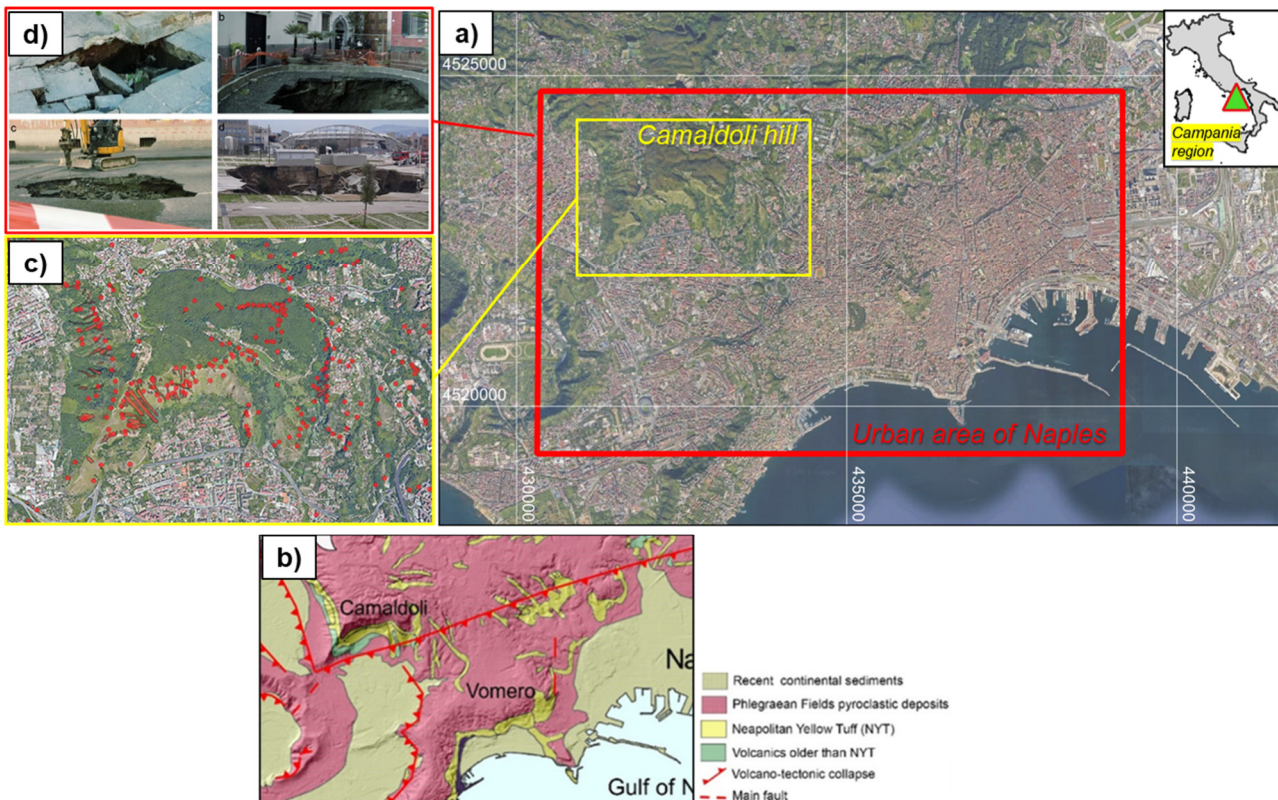 d)
b
c
d
a)
4525000
Camaldoli hill
4520000
Urban area of Naples
430000
435000
440000
Campania
region
c)
b)
Camaldoli
Vomero
Na
Gulf of N
Recent continental sediments
Phlegraean Fields pyroclastic deposits
Neapolitan Yellow Tuff (NYT)
Volcanics older than NYT
Volcano-tectonic collapse
Main fault